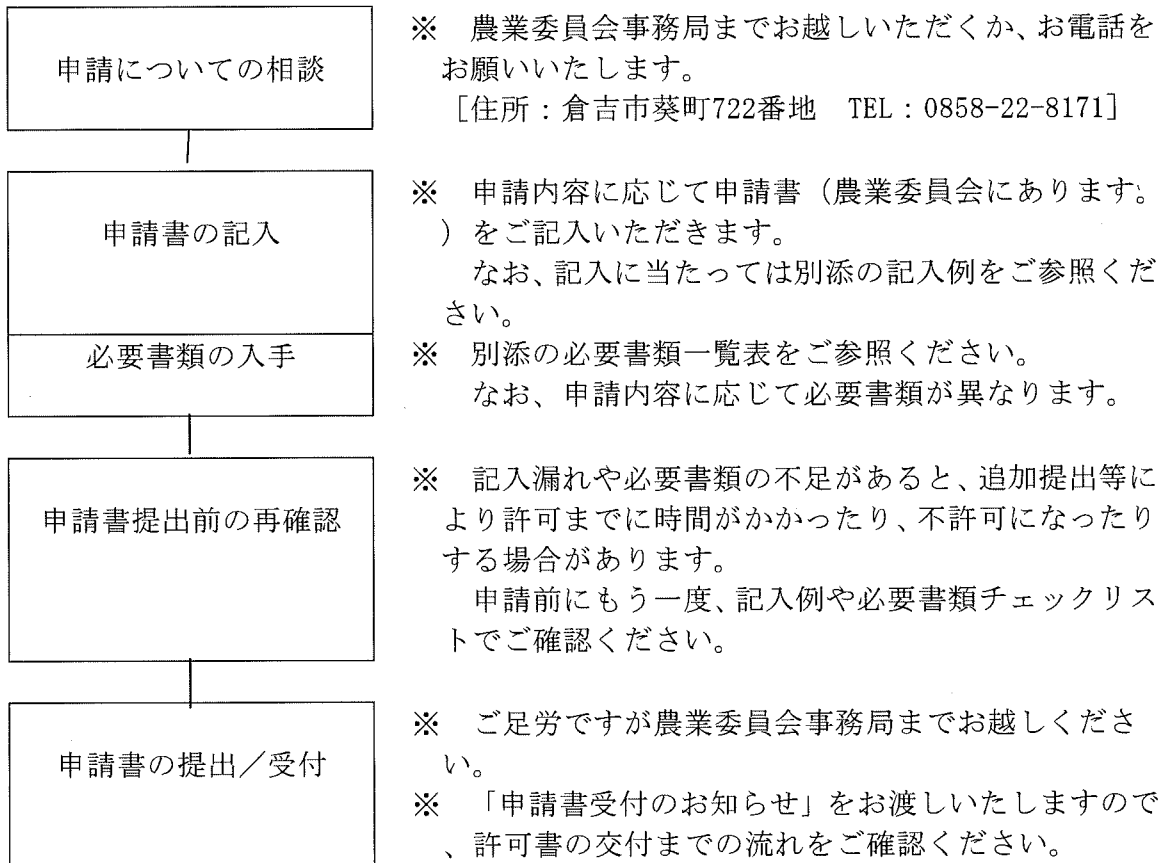 申請についての相談
※　農業委員会事務局までお越しいただくか、お電話を
お願いいたします。
［住所：倉吉市葵町722番地　TEL：0858-22-8171］
申請書の記入
※　申請内容に応じて申請書（農業委員会にあります。
）をご記入いただきます。
なお、記入に当たっては別添の記入例をご参照くだ
さい。
必要書類の入手
※　別添の必要書類一覧表をご参照ください。
なお、申請内容に応じて必要書類が異なります。
申請書提出前の再確認
※　記入漏れや必要書類の不足があると、追加提出等に
より許可までに時間がかかったり、不許可になったり
する場合があります。
申請前にもう一度、記入例や必要書類チェックリス
トでご確認ください。
申請書の提出／受付
※　ご足労ですが農業委員会事務局までお越しくださ
い。
※　「申請書受付のお知らせ」をお渡しいたしますので
、許可書の交付までの流れをご確認ください。